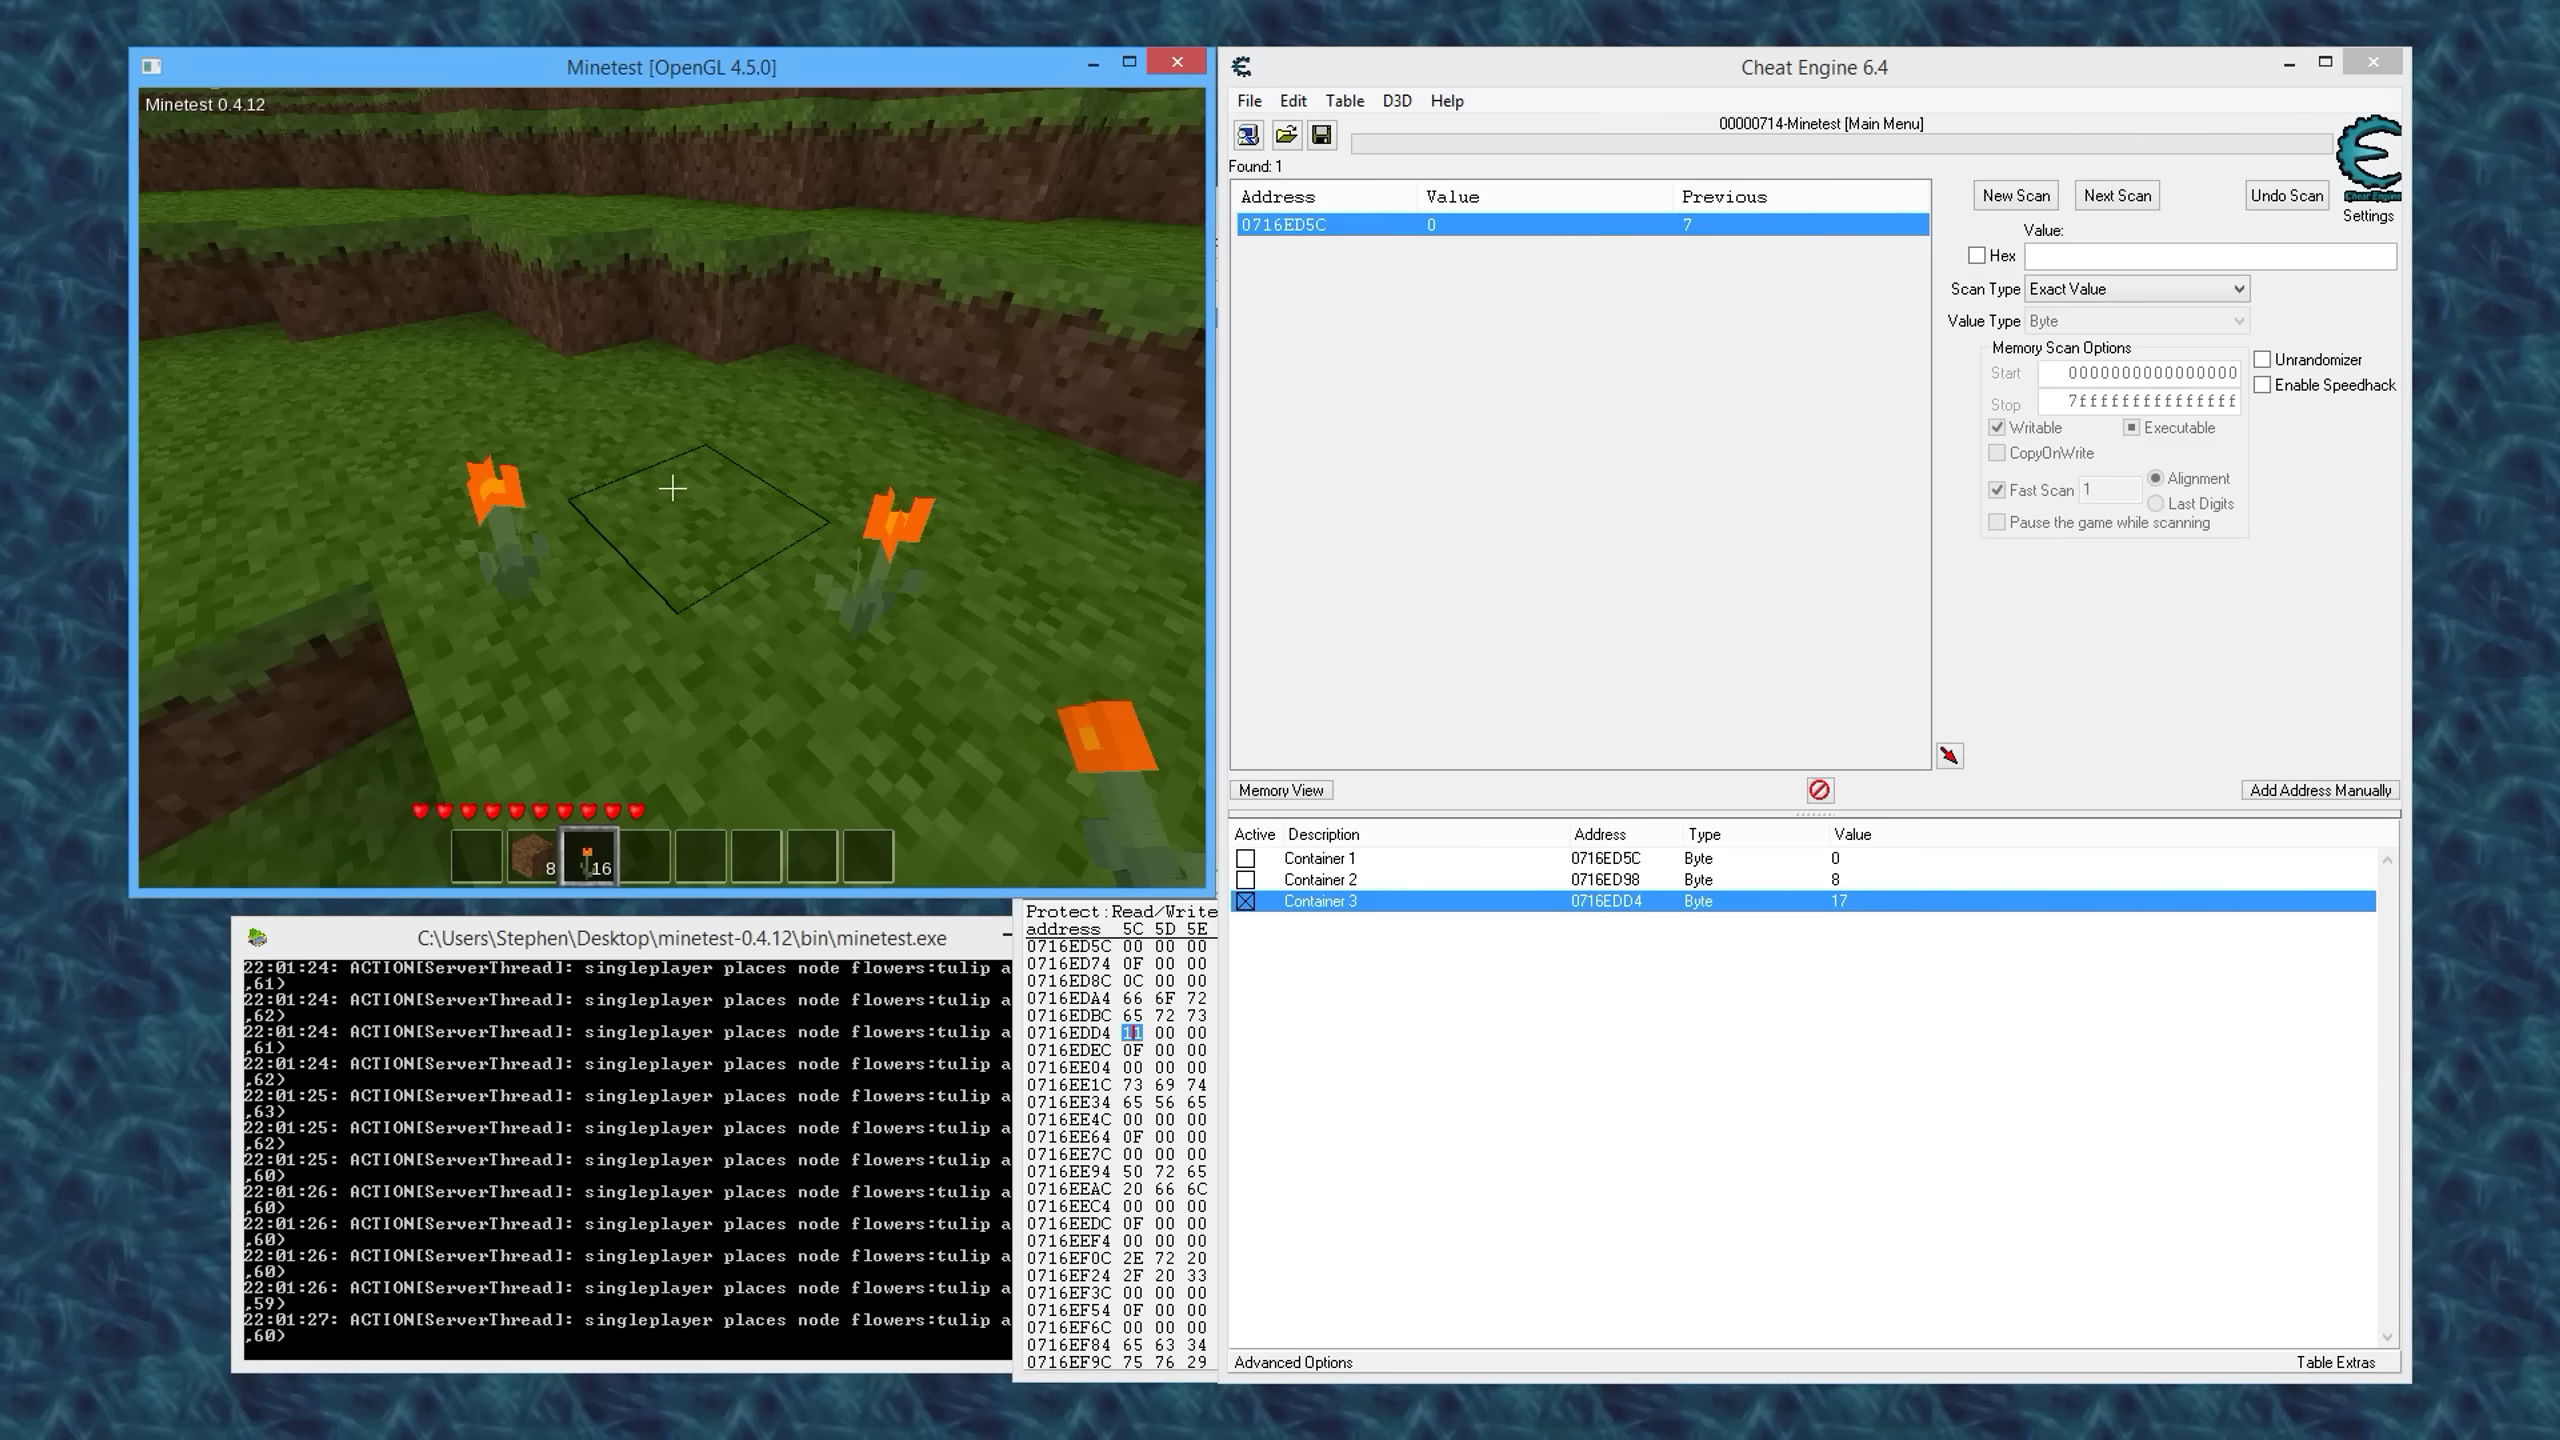 Minetest [OpenGL 4.5.0]
Minetest 0.4.12
8
16
Cheat Engine 6.4
File Edit Table D3D Help
00000714-Minetest [Main Menu]
Found: 1
Address Value Previous
0716ED5C 0 7
New Scan Next Scan Undo Scan
Cheat Engine
Settings
Value:
Hex
Scan Type Exact Value
Value Type Byte
Memory Scan Options
Start 0000000000000000
Stop 7fffffffffffffff
Writable Executable
CopyOnWrite
Fast Scan 1 Alignment
Last Digits
Pause the game while scanning
Unrandomizer
Enable Speedhack
Memory View
Add Address Manually
Active Description Address Type Value
Container 1 0716ED5C Byte 0
Container 2 0716ED98 Byte 8
Container 3 0716EDD4 Byte 17
Advanced Options
Table Extras
C:\Users\Stephen\Desktop\minetest-0.4.12\bin\minetest.exe
22:01:24: ACTION[ServerThread]: singleplayer places node flowers:tulip a
,61)
22:01:24: ACTION[ServerThread]: singleplayer places node flowers:tulip a
,62)
22:01:24: ACTION[ServerThread]: singleplayer places node flowers:tulip a
,61)
22:01:24: ACTION[ServerThread]: singleplayer places node flowers:tulip a
,62)
22:01:25: ACTION[ServerThread]: singleplayer places node flowers:tulip a
,63)
22:01:25: ACTION[ServerThread]: singleplayer places node flowers:tulip a
,62)
22:01:25: ACTION[ServerThread]: singleplayer places node flowers:tulip a
,60)
22:01:26: ACTION[ServerThread]: singleplayer places node flowers:tulip a
,60)
22:01:26: ACTION[ServerThread]: singleplayer places node flowers:tulip a
,60)
22:01:26: ACTION[ServerThread]: singleplayer places node flowers:tulip a
,60)
22:01:26: ACTION[ServerThread]: singleplayer places node flowers:tulip a
,59)
22:01:27: ACTION[ServerThread]: singleplayer places node flowers:tulip a
,60)
Protect:Read/Write
address 5C 5D 5E
0716ED5C 00 00 00
0716ED74 0F 00 00
0716ED8C 0C 00 00
0716EDA4 66 6F 72
0716EDBC 65 72 73
0716EDD4 11 00 00
0716EDEC 0F 00 00
0716EE04 00 00 00
0716EE1C 73 69 74
0716EE34 65 56 65
0716EE4C 00 00 00
0716EE64 0F 00 00
0716EE7C 00 00 00
0716EE94 50 72 65
0716EEAC 20 66 6C
0716EEC4 00 00 00
0716EEDC 0F 00 00
0716EEF4 00 00 00
0716EF0C 2E 72 20
0716EF24 2F 20 33
0716EF3C 00 00 00
0716EF54 0F 00 00
0716EF6C 00 00 00
0716EF84 65 63 34
0716EF9C 75 76 29